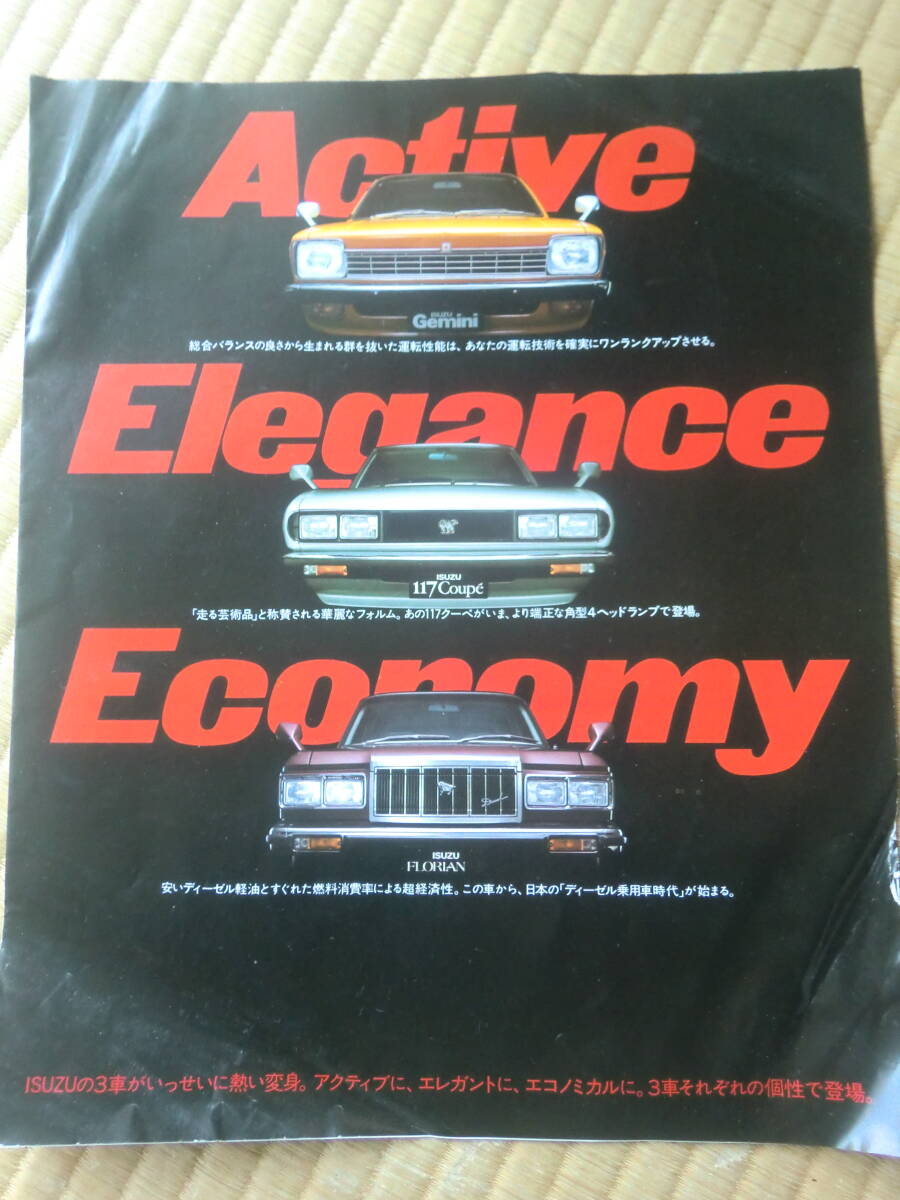 Active
ISUZU
Gemini
総合バランスの良さから生まれる群を抜いた運転性能は、あなたの運転技術を確実にワンランクアップさせる。
Elegance
ISUZU
117 Coupé
「走る芸術品」と称賛される華麗なフォルム。あの117クーペがいま、より端正な角型4ヘッドランプで登場。
Economy
Diesel
ISUZU
FLORIAN
安いディーゼル軽油とすぐれた燃料消費率による超経済性。この車から、日本の「ディーゼル乗用車時代」が始まる。
ISUZUの3車がいっせいに熱い変身。アクティブに、エレガントに、エコノミカルに。3車それぞれの個性で登場。